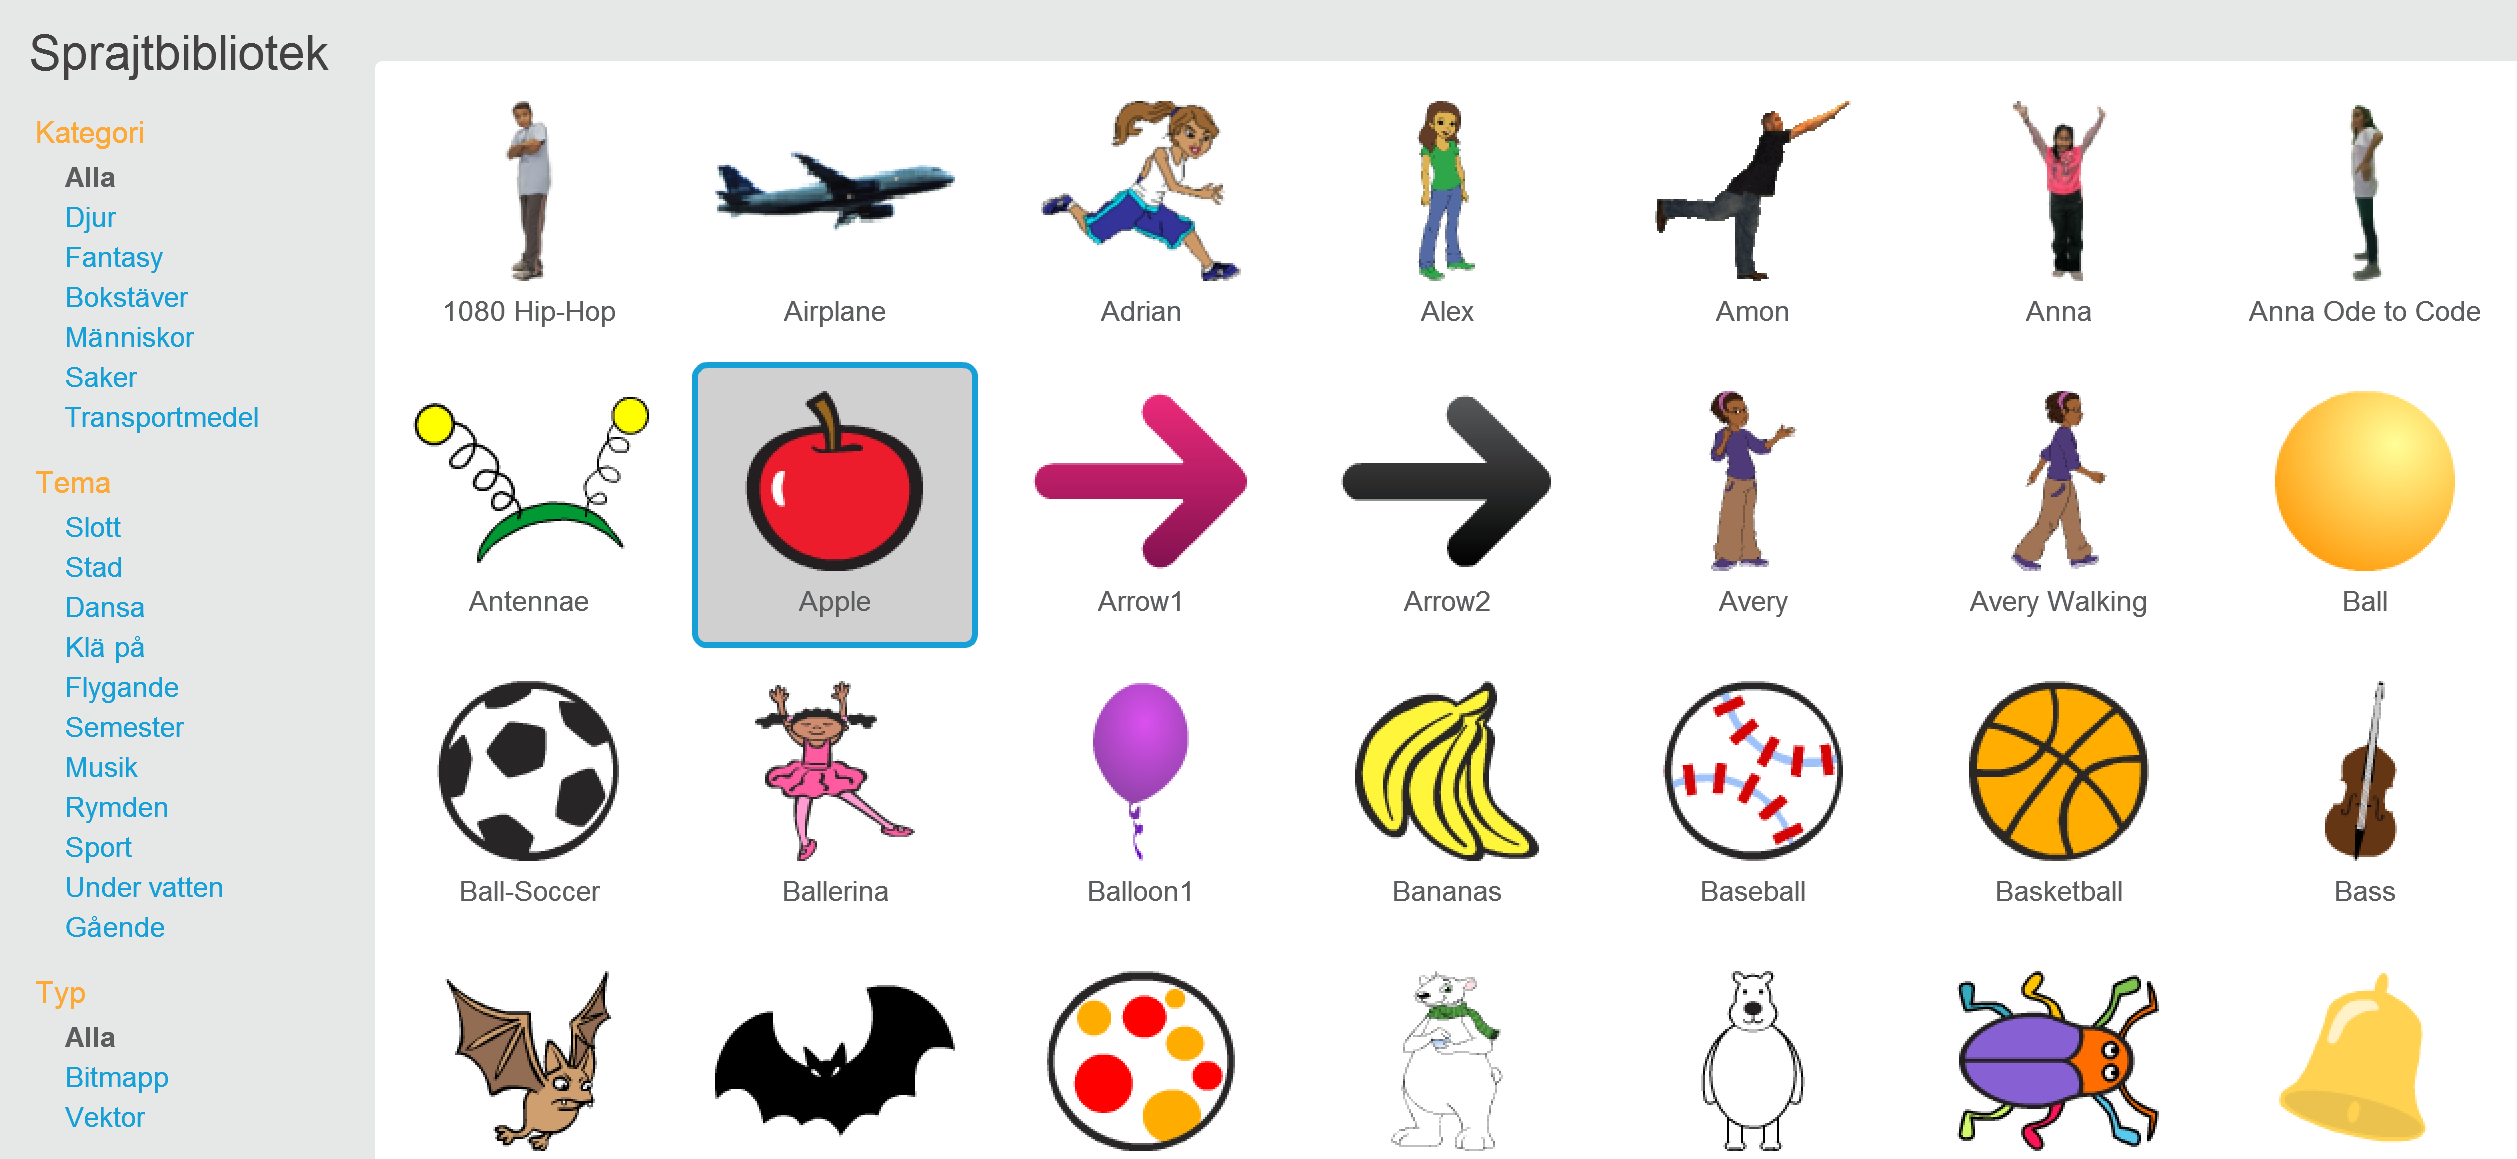 Sprajtbibliotek
Kategori
Alla
Djur
Fantasy
Bokstäver
Människor
Saker
Transportmedel
Tema
Slott
Stad
Dansa
Klä på
Flygande
Semester
Musik
Rymden
Sport
Under vatten
Gående
Typ
Alla
Bitmapp
Vektor
1080 Hip-Hop
Airplane
Adrian
Alex
Amon
Anna
Anna Ode to Code
Antennae
Apple
Arrow1
Arrow2
Avery
Avery Walking
Ball
Ball-Soccer
Ballerina
Balloon1
Bananas
Baseball
Basketball
Bass